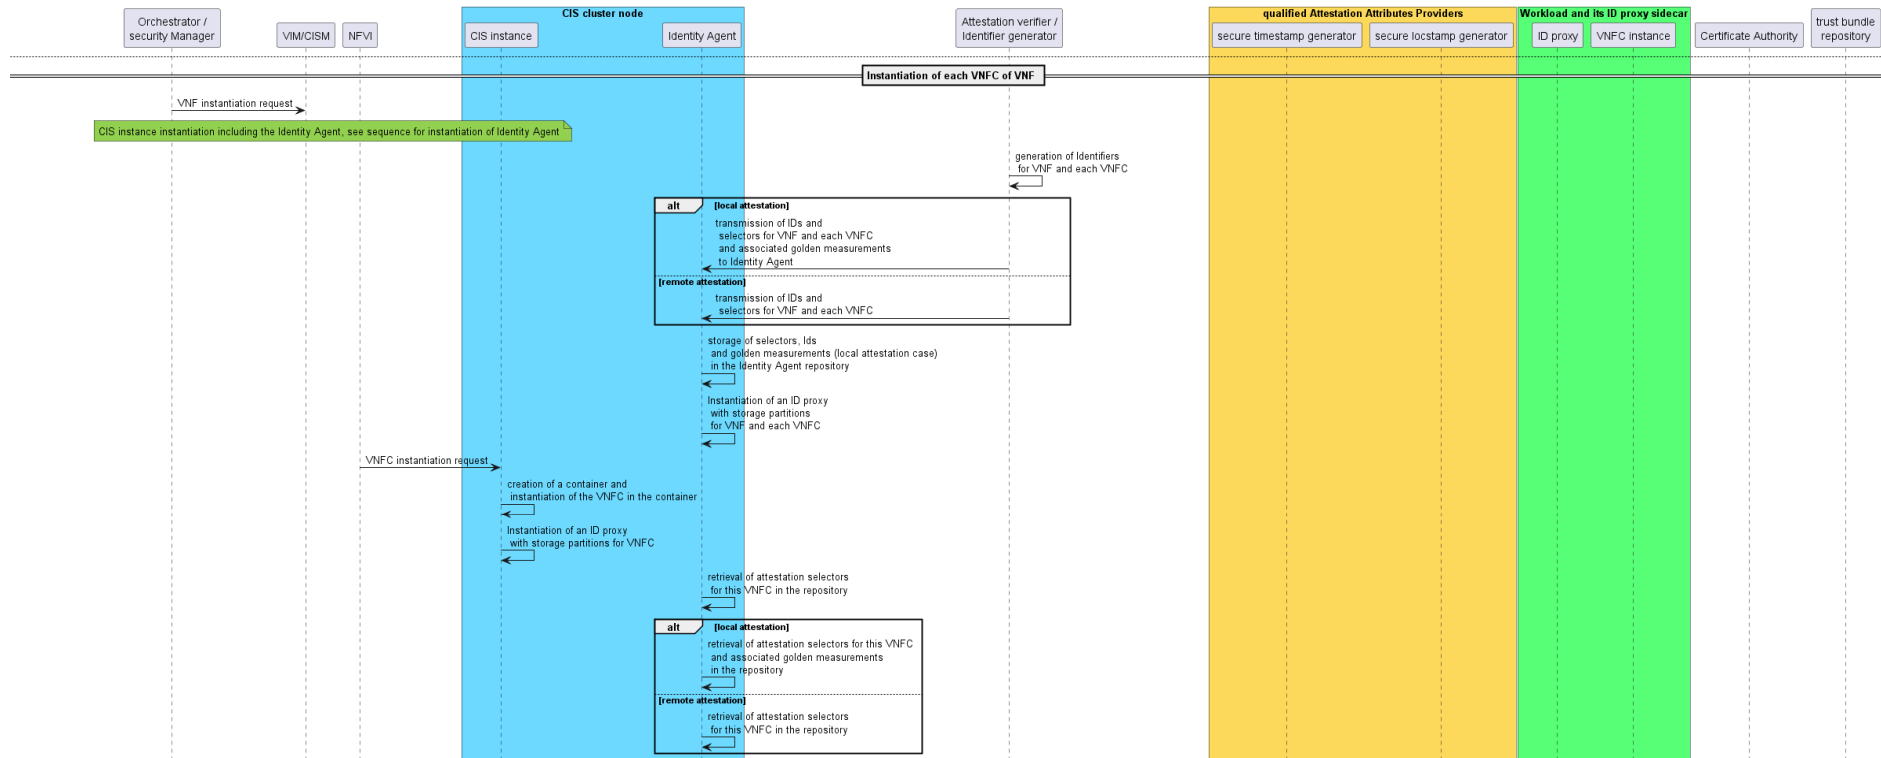 CIS cluster node
qualified Attestation Attributes Providers
Workload and its ID proxy sidecar
Orchestrator /
security Manager
VIM/CISM
NFVI
CIS instance
Identity Agent
Attestation verifier /
Identifier generator
secure timestamp generator
secure locstamp generator
ID proxy
VNFC instance
Certificate Authority
trust bundle
repository
Instantiation of each VNFC of VNF
VNF instantiation request
CIS instance instantiation including the Identity Agent, see sequence for instantiation of Identity Agent
generation of Identifiers
for VNF and each VNFC
alt
[local attestation]
transmission of IDs and
selectors for VNF and each VNFC
and associated golden measurements
to Identity Agent
[remote attestation]
transmission of IDs and
selectors for VNF and each VNFC
storage of selectors, Ids
and golden measurements (local attestation case)
in the Identity Agent repository
Instantiation of an ID proxy
with storage partitions
for VNF and each VNFC
VNFC instantiation request
creation of a container and
instantiation of the VNFC in the container
Instantiation of an ID proxy
with storage partitions for VNFC
retrieval of attestation selectors
for this VNFC in the repository
alt
[local attestation]
retrieval of attestation selectors for this VNFC
and associated golden measurements
in the repository
[remote attestation]
retrieval of attestation selectors
for this VNFC in the repository